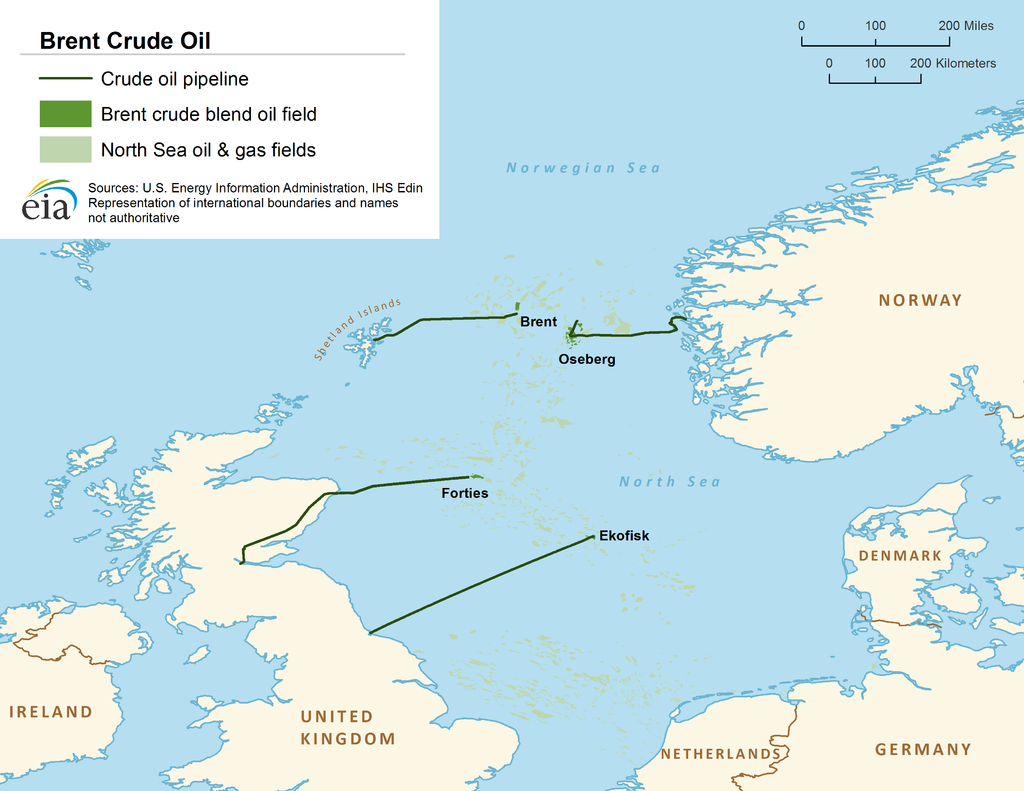 Brent Crude Oil
Crude oil pipeline
Brent crude blend oil field
North Sea oil & gas fields
eia
Sources: U.S. Energy Information Administration, IHS Edin
Representation of international boundaries and names
not authoritative
0 100 200 Miles
0 100 200 Kilometers
Norwegian Sea
NORWAY
Shetland Islands
Brent
Oseberg
North Sea
Forties
Ekofisk
DENMARK
IRELAND
UNITED
KINGDOM
NETHERLANDS
GERMANY